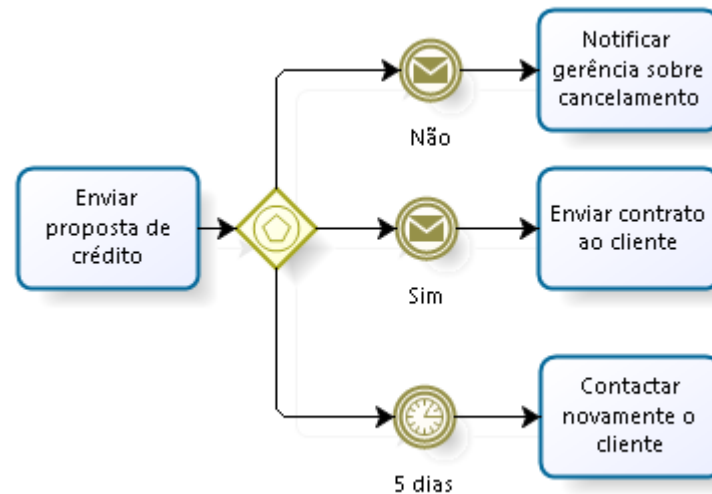 Notificar
gerência sobre
cancelamento
Não
Enviar
proposta de
crédito
Enviar contrato
ao cliente
Sim
Contactar
novamente o
cliente
5 dias